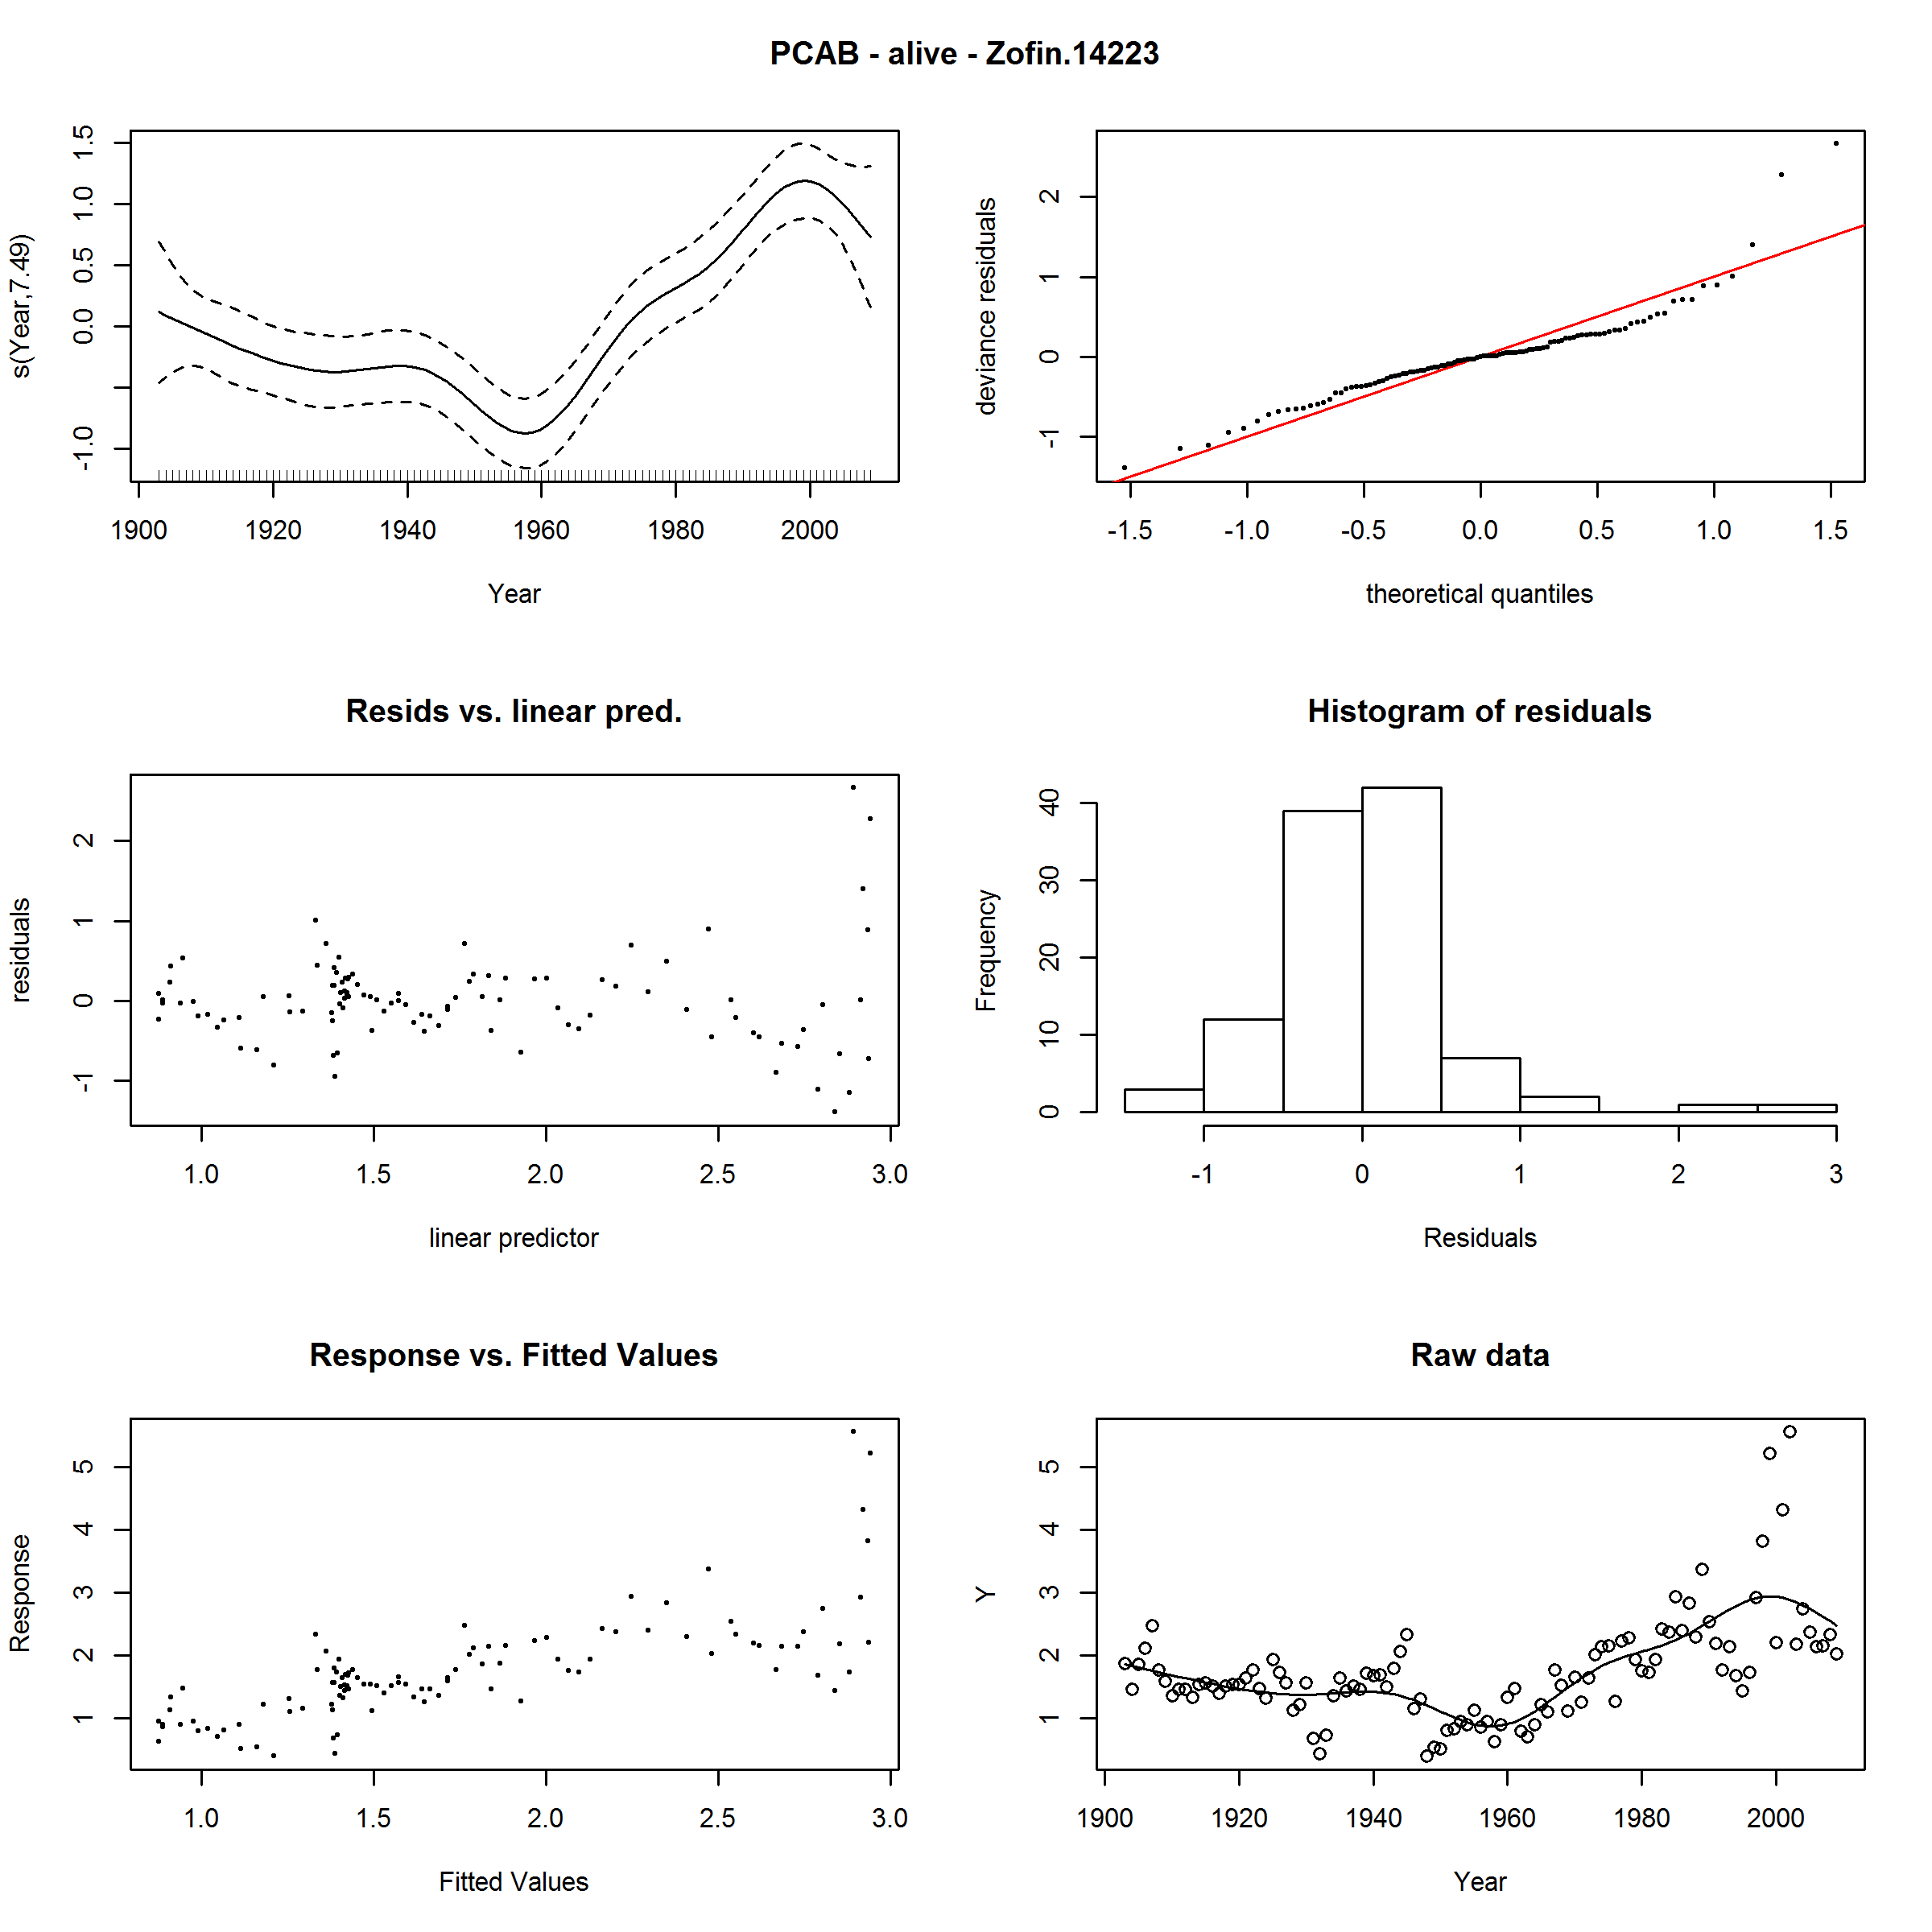 PCAB - alive - Zofin.14223
s(Year,7.49)
1.5
1.0
0.5
0.0
-1.0
1900 1920 1940 1960 1980 2000
Year
deviance residuals
2
1
0
-1
-1.5 -1.0 -0.5 0.0 0.5 1.0 1.5
theoretical quantiles
Resids vs. linear pred.
residuals
2
1
0
-1
1.0 1.5 2.0 2.5 3.0
linear predictor
Histogram of residuals
Frequency
40
30
20
10
0
-1 0 1 2 3
Residuals
Response vs. Fitted Values
Response
5
4
3
2
1
1.0 1.5 2.0 2.5 3.0
Fitted Values
Raw data
Y
5
4
3
2
1
1900 1920 1940 1960 1980 2000
Year